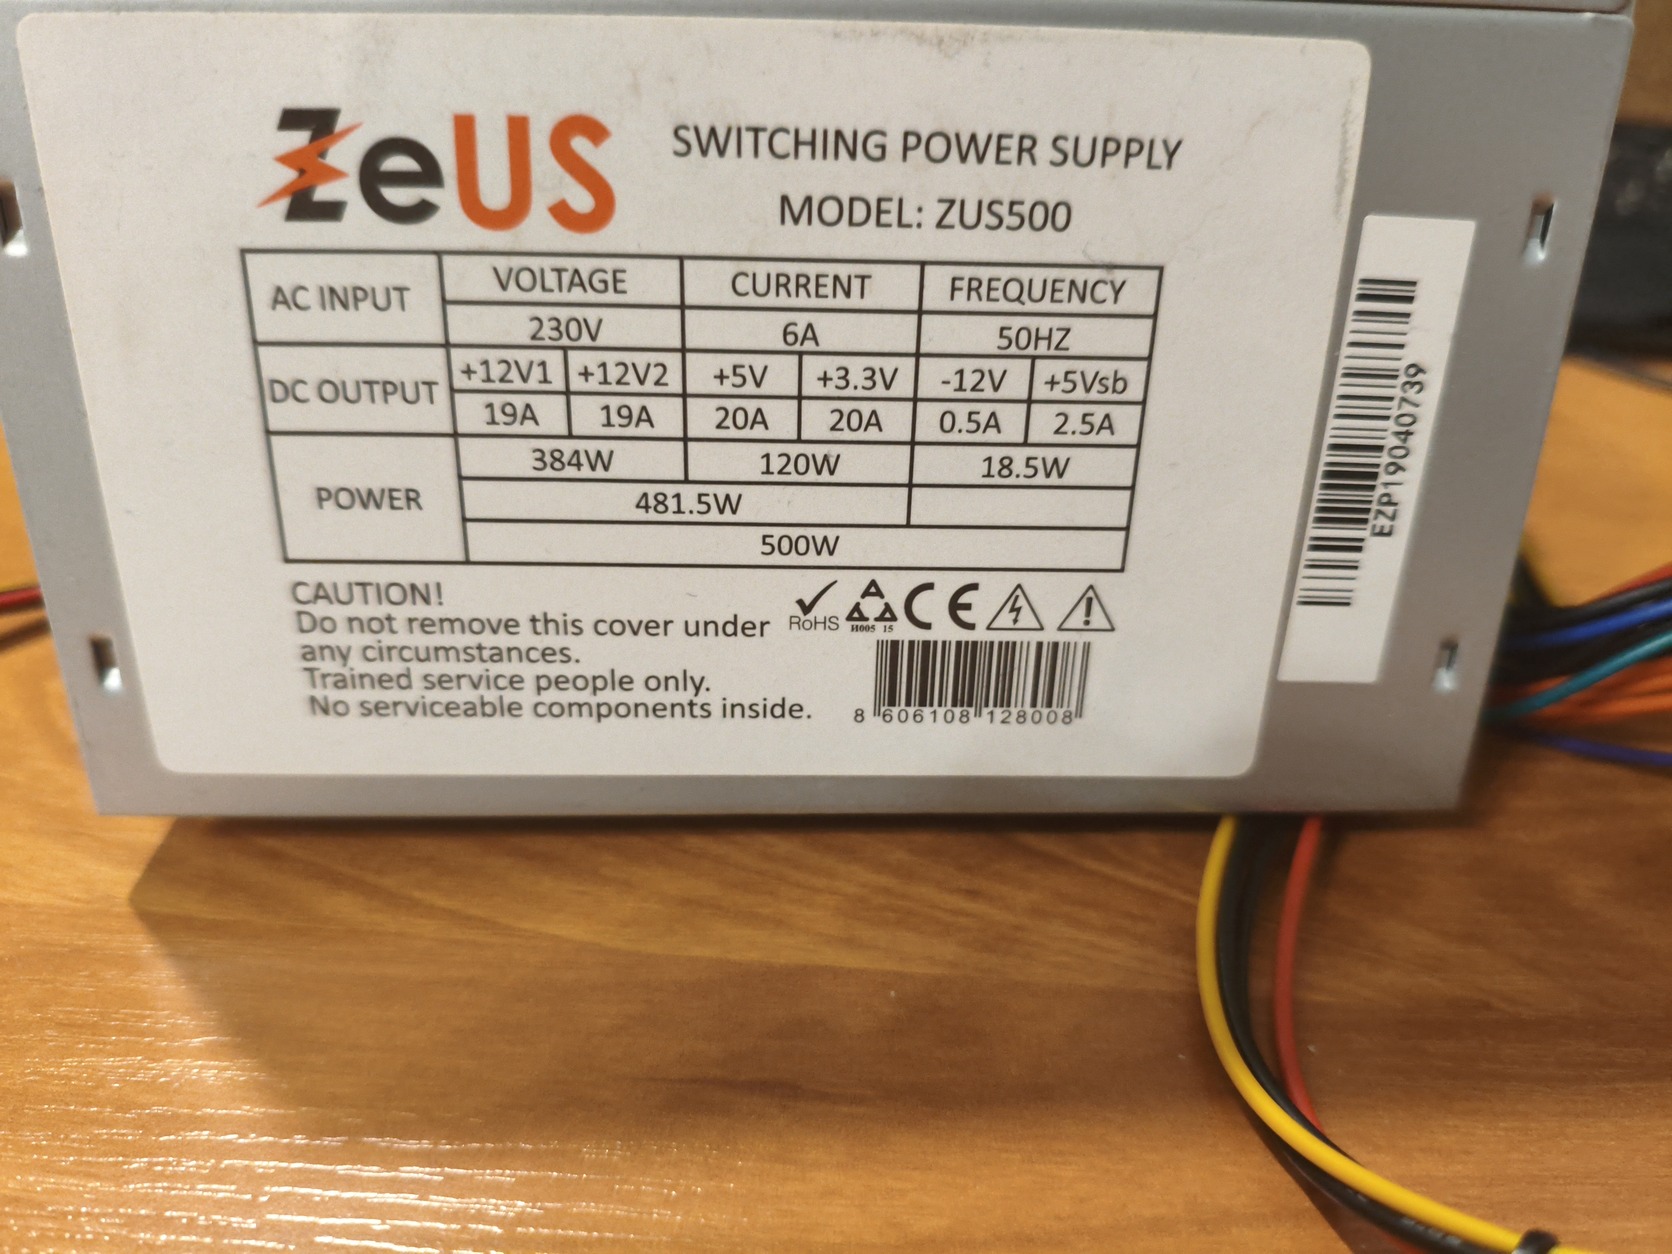 ZeUS
SWITCHING POWER SUPPLY
MODEL: ZUS500
AC INPUT VOLTAGE CURRENT FREQUENCY
230V 6A 50HZ
DC OUTPUT +12V1 +12V2 +5V +3.3V -12V +5Vsb
19A 19A 20A 20A 0.5A 2.5A
POWER 384W 120W 18.5W
481.5W
500W
CAUTION!
Do not remove this cover under
any circumstances.
Trained service people only.
No serviceable components inside.
RoHS
H005 15
CE
8 606108 128008
EZP19040739